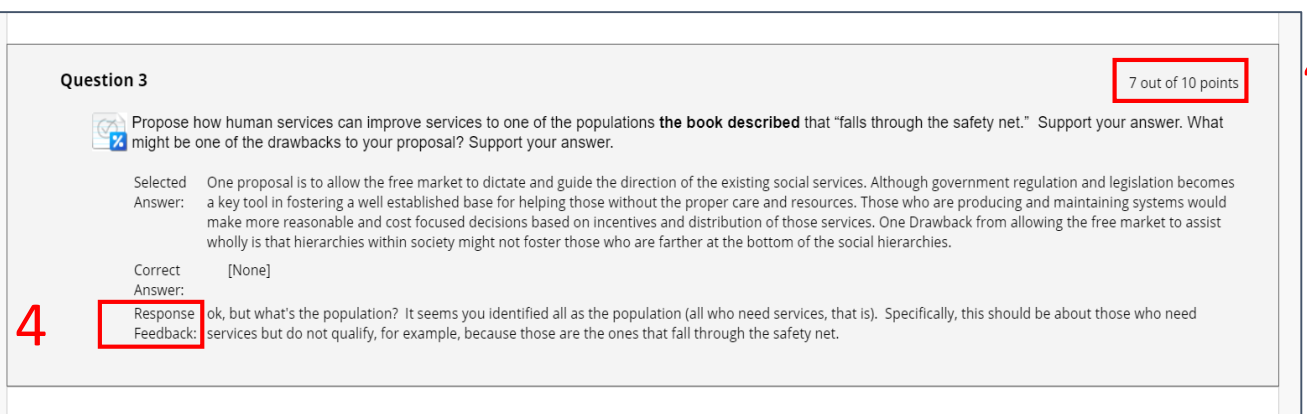 Question 3
7 out of 10 points
Propose how human services can improve services to one of the populations the book described that “falls through the safety net.” Support your answer. What
might be one of the drawbacks to your proposal? Support your answer.
Selected One proposal is to allow the free market to dictate and guide the direction of the existing social services. Although government regulation and legislation becomes
Answer: a key tool in fostering a well established base for helping those without the proper care and resources. Those who are producing and maintaining systems would
make more reasonable and cost focused decisions based on incentives and distribution of those services. One Drawback from allowing the free market to assist
wholly is that hierarchies within society might not foster those who are farther at the bottom of the social hierarchies.
Correct [None]
Answer:
4
Response ok, but what's the population? It seems you identified all as the population (all who need services, that is). Specifically, this should be about those who need
Feedback: services but do not qualify, for example, because those are the ones that fall through the safety net.